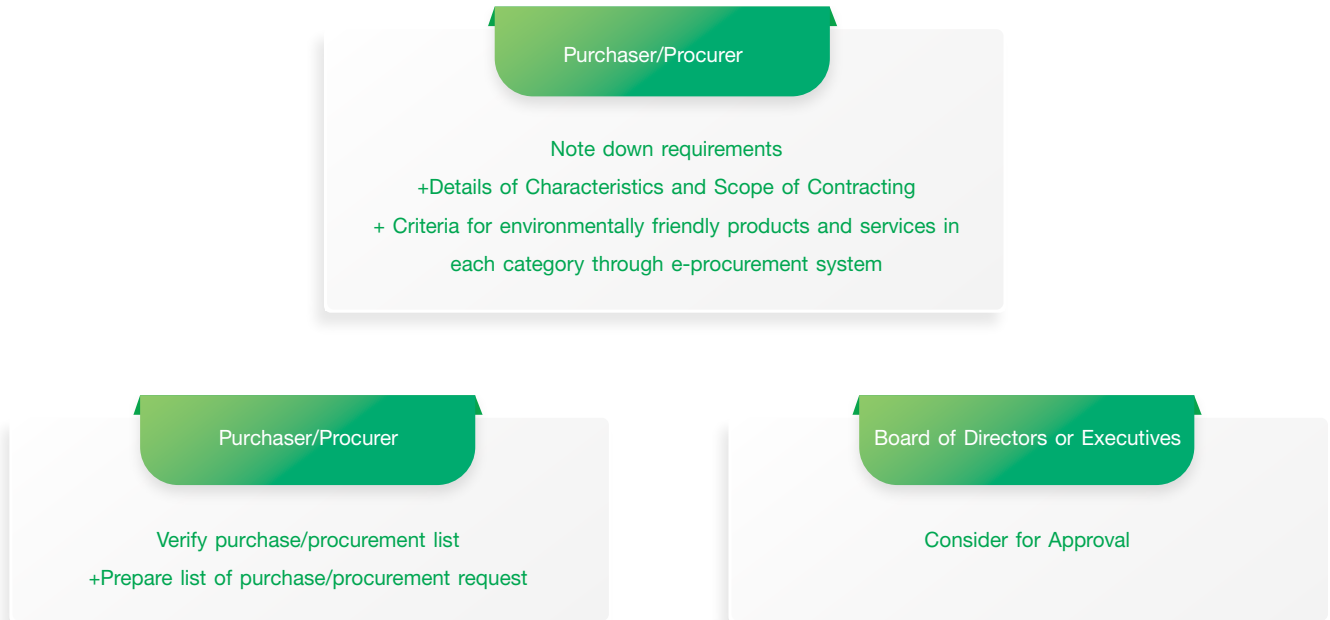 Purchaser/Procurer
Note down requirements
+Details of Characteristics and Scope of Contracting
+ Criteria for environmentally friendly products and services in
each category through e-procurement system
Purchaser/Procurer
Verify purchase/procurement list
+Prepare list of purchase/procurement request
Board of Directors or Executives
Consider for Approval